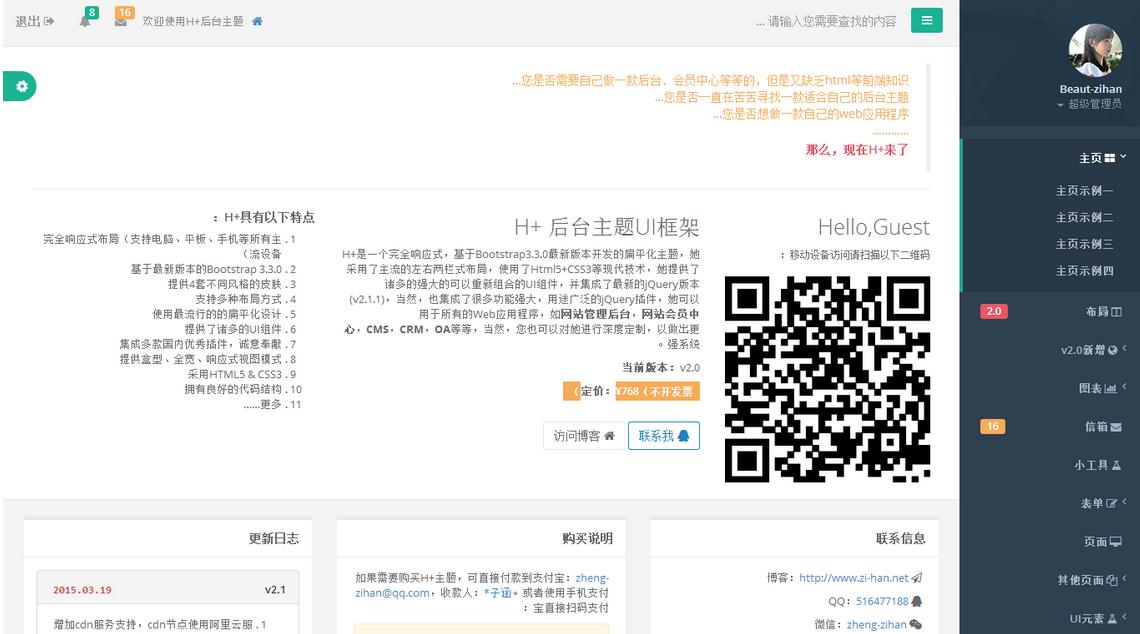 退出
8
16
欢迎使用H+后台主题
请输入您需要查找的内容 …
Beaut-zihan
超级管理员
主页
主页示例一
主页示例二
主页示例三
主页示例四
布局
2.0
v2.0新增
图表
信箱
16
小工具
表单
页面
其他页面
UI元素
您是否需要自己做一款后台、会员中心等等的，但是又缺乏html等前端知识…
您是否一直在苦苦寻找一款适合自己的后台主题…
您是否想做一款自己的web应用程序…
…………
那么，现在H+来了
Hello,Guest
移动设备访问请扫描以下二维码：
H+ 后台主题UI框架
H+是一个完全响应式，基于Bootstrap3.3.0最新版本开发的扁平化主题，她
采用了主流的左右两栏式布局，使用了Html5+CSS3等现代技术，她提供了
诸多的强大的可以重新组合的UI组件，并集成了最新的jQuery版本
(v2.1.1)，当然，也集成了很多功能强大，用途广泛的jQuery插件，她可以
用于所有的Web应用程序，如网站管理后台，网站会员中
心，CMS，CRM，OA等等，当然，您也可以对她进行深度定制，以做出更
强系统。
当前版本：v2.0
定价：¥768（不开发票）
联系我
访问博客
H+具有以下特点：
1. 完全响应式布局（支持电脑、平板、手机等所有主
流设备）
2. 基于最新版本的Bootstrap 3.3.0
3. 提供4套不同风格的皮肤
4. 支持多种布局方式
5. 使用最流行的的扁平化设计
6. 提供了诸多的UI组件
7. 集成多款国内优秀插件，诚意奉献
8. 提供盒型、全宽、响应式视图模式
9. 采用HTML5 & CSS3
10. 拥有良好的代码结构
11. 更多……
联系信息
博客：http://www.zi-han.net
QQ：516477188
微信：zheng-zihan
购买说明
如果需要购买H+主题，可直接付款到支付宝：zheng-
zihan@qq.com，收款人：*子涵。或者使用手机支付
宝直接扫码支付：
更新日志
v2.1
2015.03.19
1. 增加cdn服务支持，cdn节点使用阿里云服